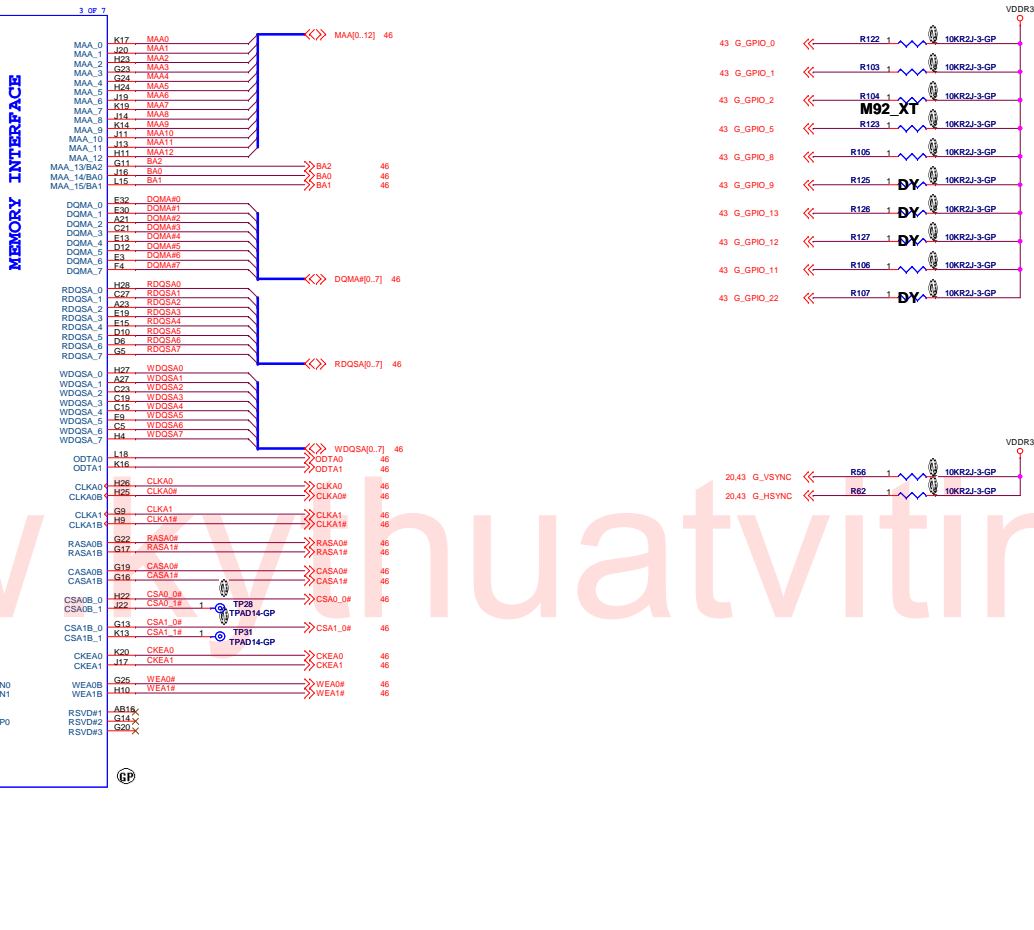 3 OF 7
MEMORY INTERFACE
MAA_0 K17 MAA0
MAA_1 J20 MAA1
MAA_2 H23 MAA2
MAA_3 G23 MAA3
MAA_4 G24 MAA4
MAA_5 H24 MAA5
MAA_6 J19 MAA6
MAA_7 K19 MAA7
MAA_8 J14 MAA8
MAA_9 K14 MAA9
MAA_10 J11 MAA10
MAA_11 J13 MAA11
MAA_12 H11 MAA12
MAA[0..12] 46
MAA_13/BA2 G11 BA2 BA2 46
MAA_14/BA0 J16 BA0 BA0 46
MAA_15/BA1 L15 BA1 BA1 46
DQMA_0 E32 DQMA#0
DQMA_1 E30 DQMA#1
DQMA_2 A21 DQMA#2
DQMA_3 C21 DQMA#3
DQMA_4 E13 DQMA#4
DQMA_5 D12 DQMA#5
DQMA_6 E3 DQMA#6
DQMA_7 F4 DQMA#7
DQMA#[0..7] 46
RDQSA_0 H28 RDQSA0
RDQSA_1 C27 RDQSA1
RDQSA_2 A23 RDQSA2
RDQSA_3 E19 RDQSA3
RDQSA_4 E15 RDQSA4
RDQSA_5 D10 RDQSA5
RDQSA_6 D6 RDQSA6
RDQSA_7 G5 RDQSA7
RDQSA[0..7] 46
WDQSA_0 H27 WDQSA0
WDQSA_1 A27 WDQSA1
WDQSA_2 C23 WDQSA2
WDQSA_3 C19 WDQSA3
WDQSA_4 C15 WDQSA4
WDQSA_5 E9 WDQSA5
WDQSA_6 C5 WDQSA6
WDQSA_7 H4 WDQSA7
WDQSA[0..7] 46
ODTA0 L18 ODTA0 46
ODTA1 K16 ODTA1 46
CLKA0 H26 CLKA0 CLKA0 46
CLKA0B H25 CLKA0# CLKA0# 46
CLKA1 G9 CLKA1 CLKA1 46
CLKA1B H9 CLKA1# CLKA1# 46
RASA0B G22 RASA0# RASA0# 46
RASA1B G17 RASA1# RASA1# 46
CASA0B G19 CASA0# CASA0# 46
CASA1B G16 CASA1# CASA1# 46
CSA0B_0 H22 CSA0_0# CSA0_0# 46
CSA0B_1 J22 CSA0_1# 1 TP28
TPAD14-GP
CSA1B_0 G13 CSA1_0# CSA1_0# 46
CSA1B_1 K13 CSA1_1# 1 TP31
TPAD14-GP
CKEA0 K20 CKEA0 CKEA0 46
CKEA1 J17 CKEA1 CKEA1 46
N0 WEA0B G25 WEA0# WEA0# 46
N1 WEA1B H10 WEA1# WEA1# 46
RSVD#1 AB16
P0 RSVD#2 G14
RSVD#3 G20
GP
VDDR3
43 G_GPIO_0 R122 1 10KR2J-3-GP
43 G_GPIO_1 R103 1 10KR2J-3-GP
43 G_GPIO_2 R104 1 10KR2J-3-GP
M92_XT
43 G_GPIO_5 R123 1 10KR2J-3-GP
43 G_GPIO_8 R105 1 10KR2J-3-GP
43 G_GPIO_9 R125 1 DY 10KR2J-3-GP
43 G_GPIO_13 R126 1 DY 10KR2J-3-GP
43 G_GPIO_12 R127 1 DY 10KR2J-3-GP
43 G_GPIO_11 R106 1 10KR2J-3-GP
43 G_GPIO_22 R107 1 DY 10KR2J-3-GP
VDDR3
20,43 G_VSYNC R56 1 10KR2J-3-GP
20,43 G_HSYNC R62 1 10KR2J-3-GP
w.kythuatvitin